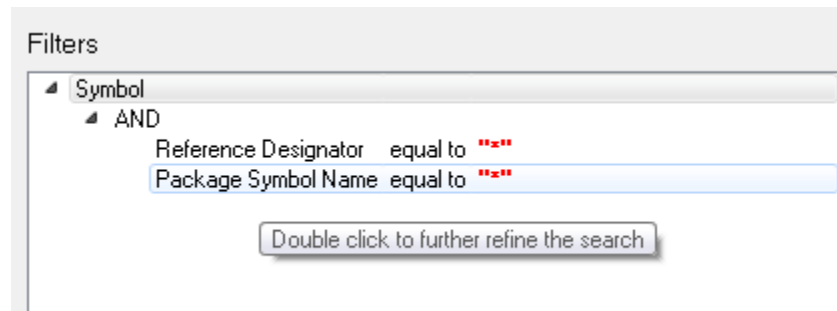 Filters
Symbol
AND
Reference Designator equal to "*"
Package Symbol Name equal to "*"
Double click to further refine the search